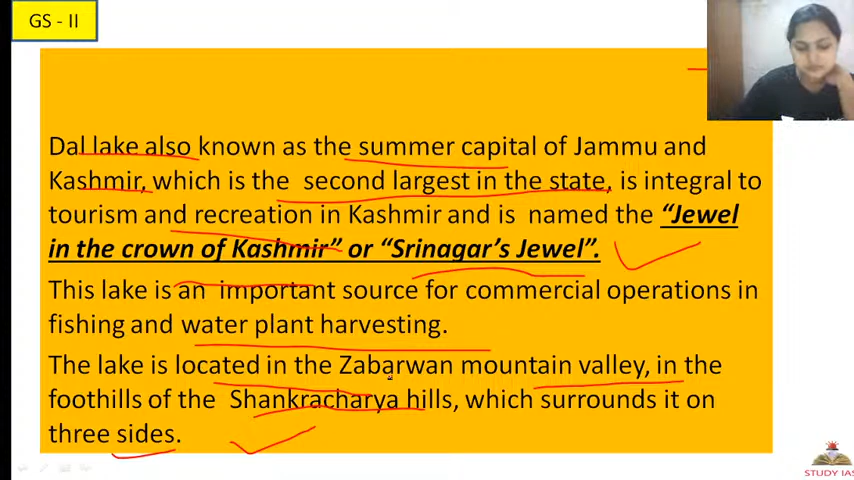 GS - II
Dal lake also known as the summer capital of Jammu and
Kashmir, which is the second largest in the state, is integral to
tourism and recreation in Kashmir and is named the “Jewel
in the crown of Kashmir” or “Srinagar’s Jewel”.
This lake is an important source for commercial operations in
fishing and water plant harvesting.
The lake is located in the Zabarwan mountain valley, in the
foothills of the Shankracharya hills, which surrounds it on
three sides.
STUDY IAS